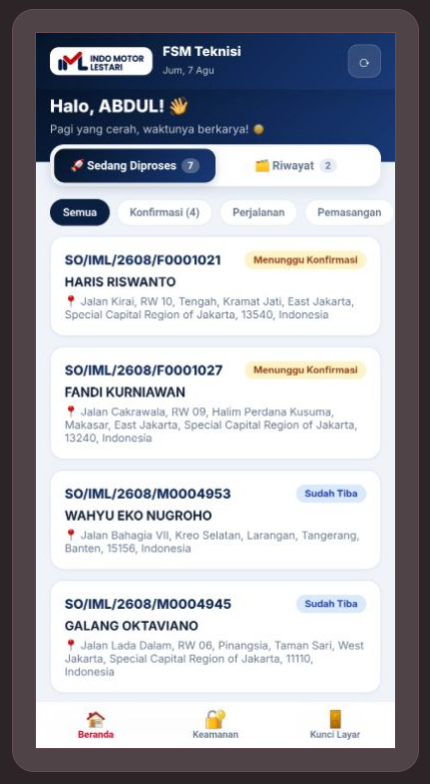 INDO MOTOR
LESTARI
FSM Teknisi
Jum, 7 Agu
Halo, ABDUL! 👋
Pagi yang cerah, waktunya berkarya!
Sedang Diproses 7
Riwayat 2
Semua
Konfirmasi (4)
Perjalanan
Pemasangan
SO/IML/2608/F0001021
Menunggu Konfirmasi
HARIS RISWANTO
📍 Jalan Kirai, RW 10, Tengah, Kramat Jati, East Jakarta,
Special Capital Region of Jakarta, 13540, Indonesia
SO/IML/2608/F0001027
Menunggu Konfirmasi
FANDI KURNIAWAN
📍 Jalan Cakrawala, RW 09, Halim Perdana Kusuma,
Makasar, East Jakarta, Special Capital Region of Jakarta,
13240, Indonesia
SO/IML/2608/M0004953
Sudah Tiba
WAHYU EKO NUGROHO
📍 Jalan Bahagia VII, Kreo Selatan, Larangan, Tangerang,
Banten, 15156, Indonesia
SO/IML/2608/M0004945
Sudah Tiba
GALANG OKTAVIANO
📍 Jalan Lada Dalam, RW 06, Pinangsia, Taman Sari, West
Jakarta, Special Capital Region of Jakarta, 11110,
Indonesia
Beranda
Keamanan
Kunci Layar